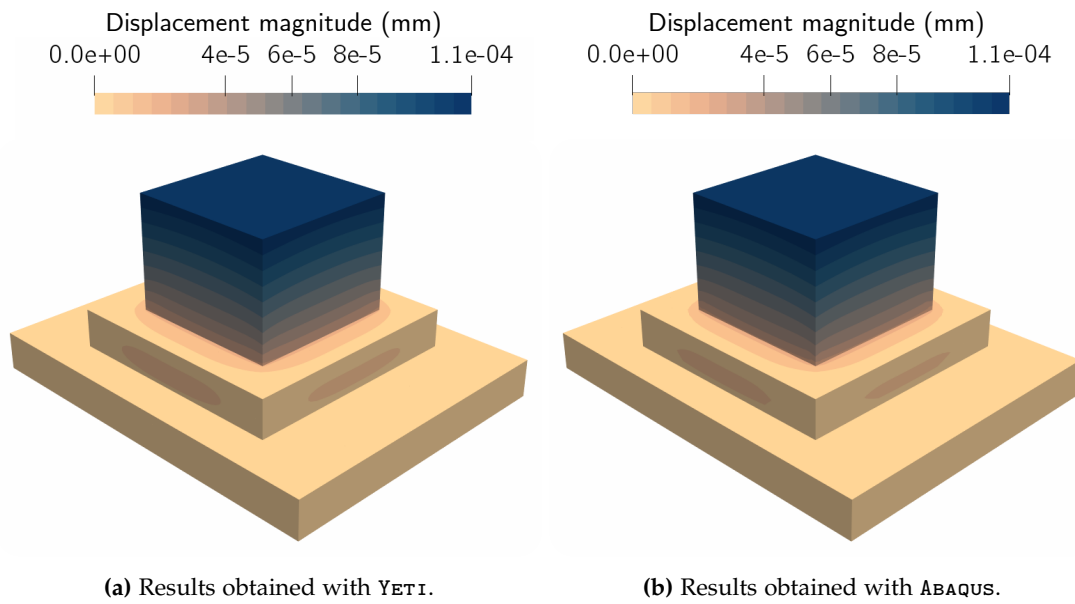 Displacement magnitude (mm)
0.0e+00 4e-5 6e-5 8e-5 1.1e-04
Displacement magnitude (mm)
0.0e+00 4e-5 6e-5 8e-5 1.1e-04
(a) Results obtained with YETI.
(b) Results obtained with ABAQUS.